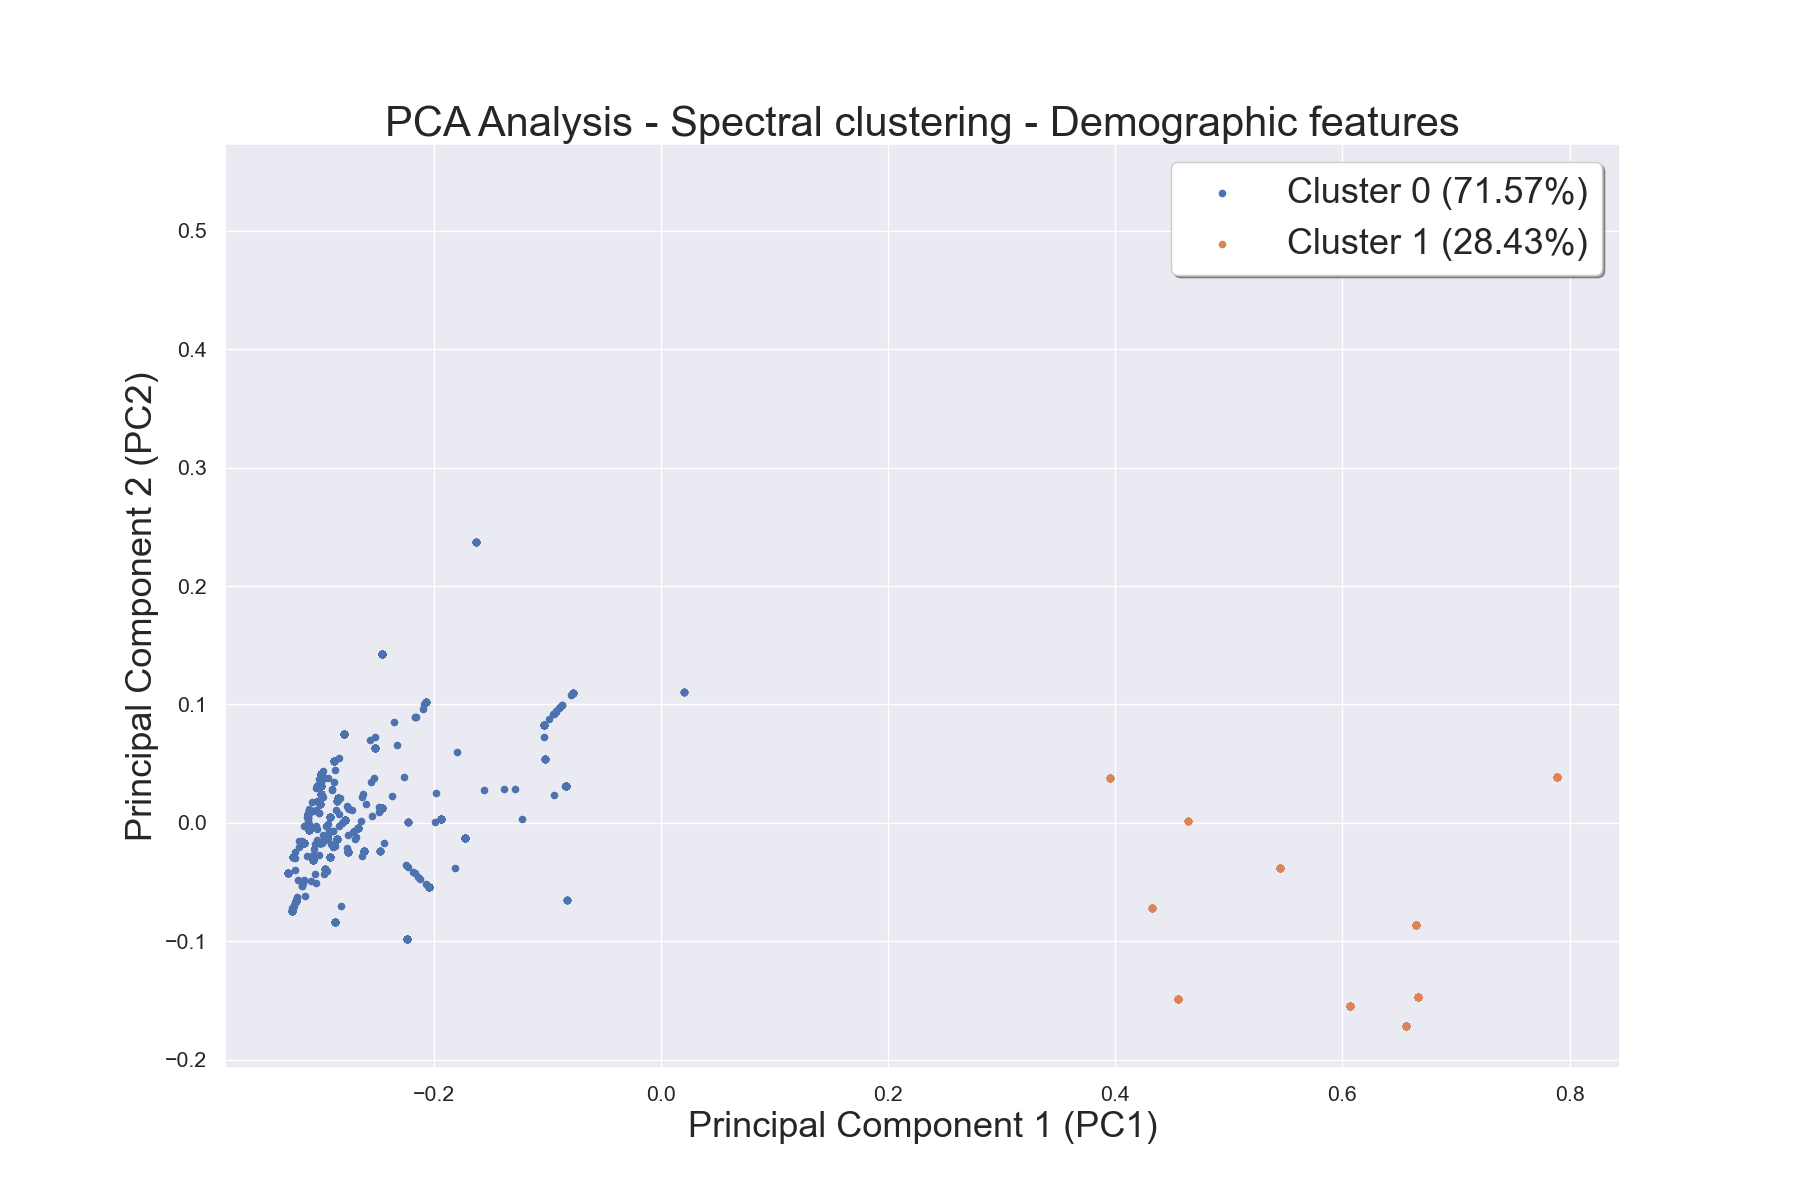 PCA Analysis - Spectral clustering - Demographic features
Cluster 0 (71.57%)
Cluster 1 (28.43%)
Principal Component 2 (PC2)
0.5
0.4
0.3
0.2
0.1
0.0
−0.1
−0.2
−0.2 0.0 0.2 0.4 0.6 0.8
Principal Component 1 (PC1)